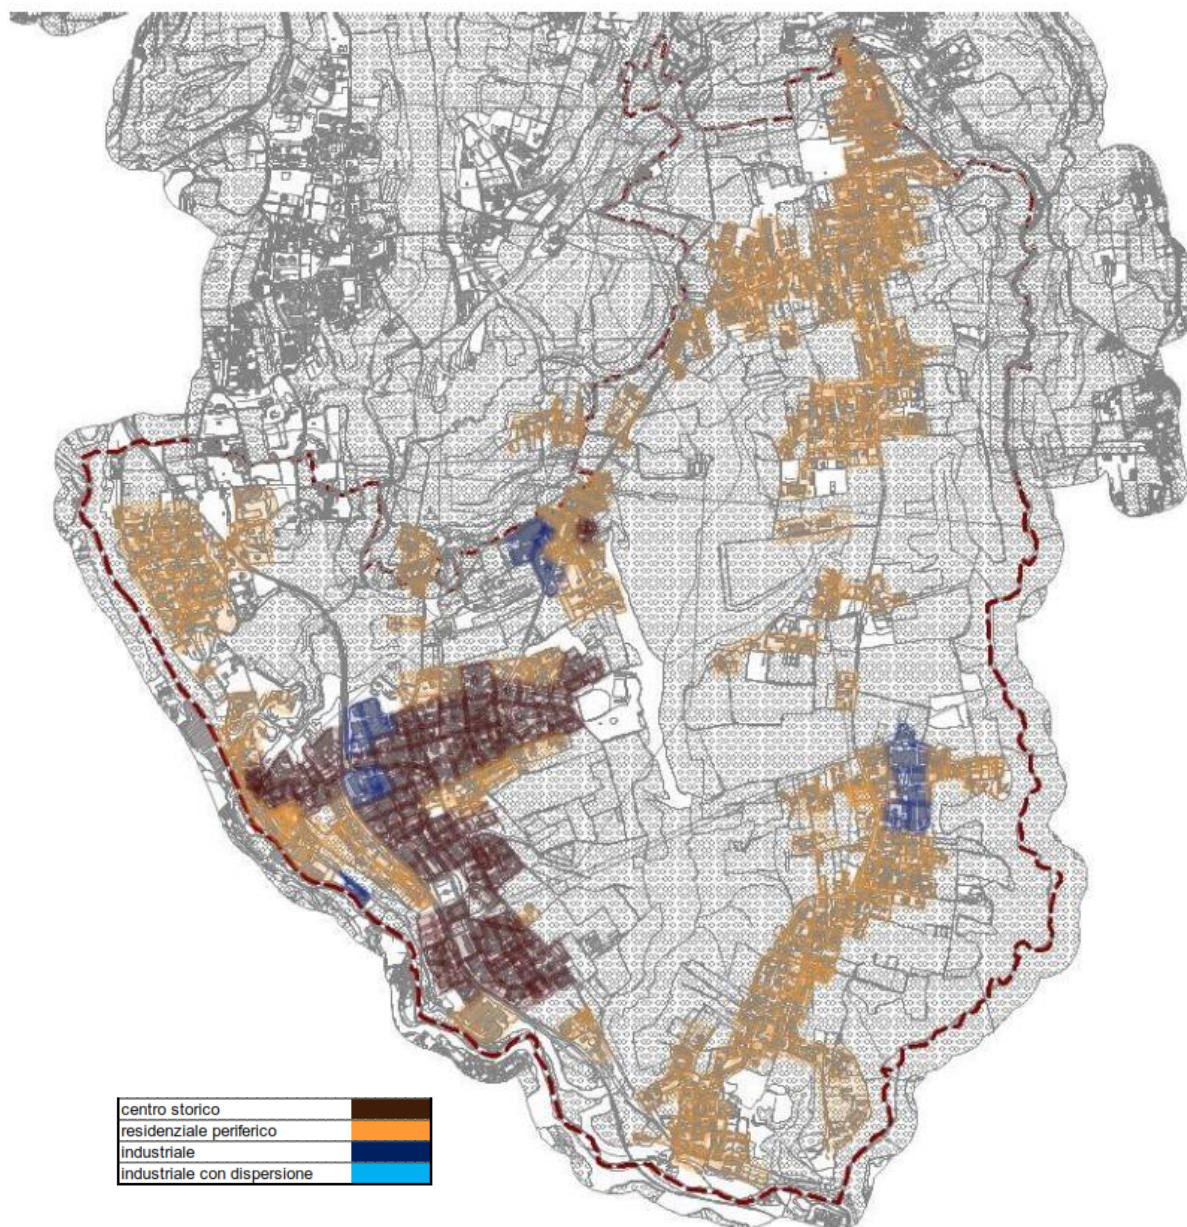 centro storico
residenziale periferico
industriale
industriale con dispersione